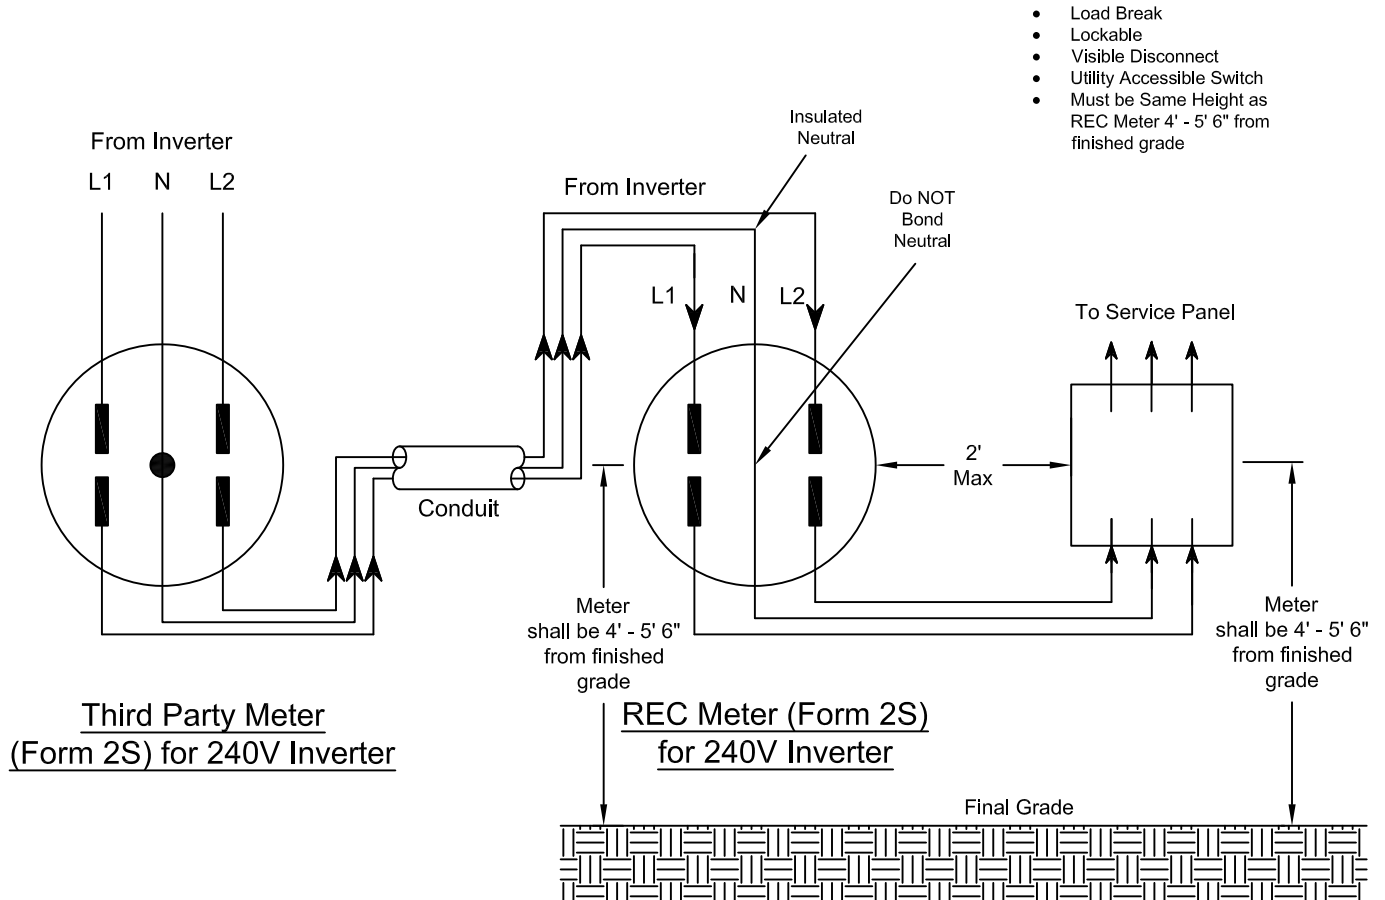 • Load Break
• Lockable
• Visible Disconnect
• Utility Accessible Switch
• Must be Same Height as
REC Meter 4' - 5' 6" from
finished grade
From Inverter
L1 N L2
Insulated
Neutral
From Inverter
Do NOT
Bond
Neutral
L1 N L2
To Service Panel
2'
Max
Conduit
Meter
shall be 4' - 5' 6"
from finished
grade
Meter
shall be 4' - 5' 6"
from finished
grade
Third Party Meter
(Form 2S) for 240V Inverter
REC Meter (Form 2S)
for 240V Inverter
Final Grade